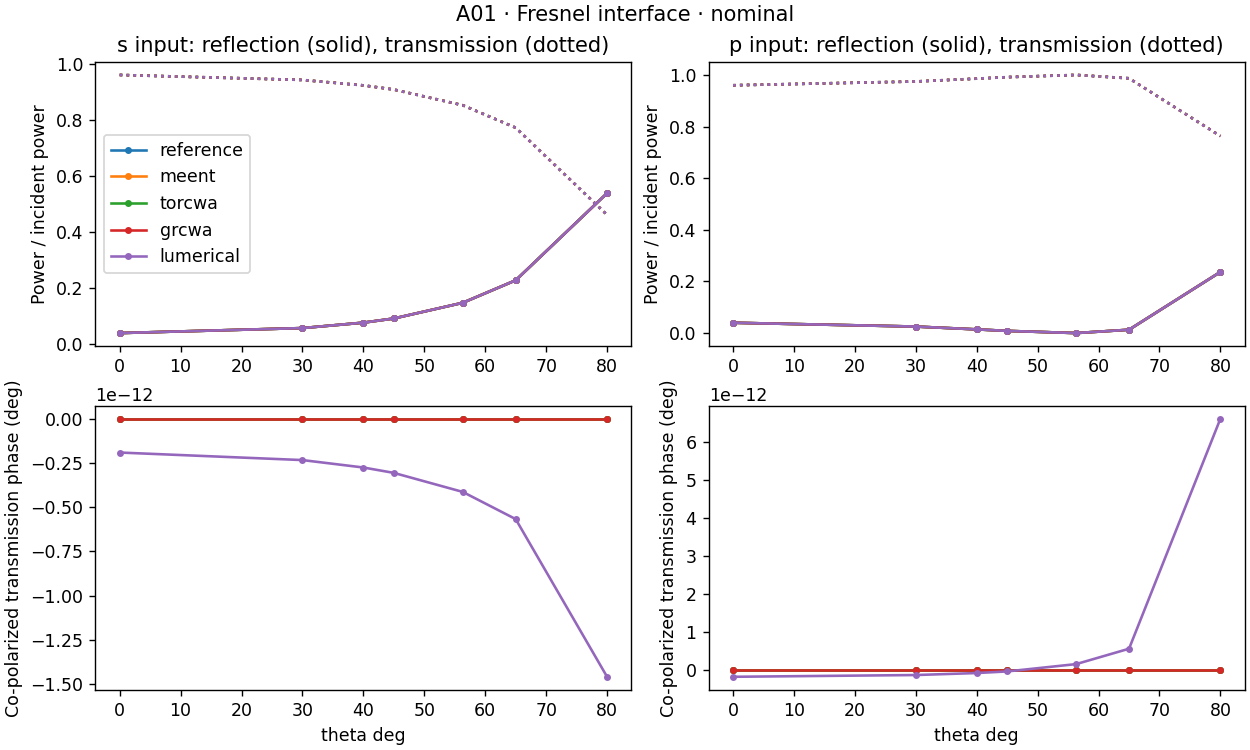 A01 · Fresnel interface · nominal
s input: reflection (solid), transmission (dotted)
Power / incident power
1.0
0.8
0.6
0.4
0.2
0.0
reference
meent
torcwa
grcwa
lumerical
0 10 20 30 40 50 60 70 80
p input: reflection (solid), transmission (dotted)
Power / incident power
1.0
0.8
0.6
0.4
0.2
0.0
0 10 20 30 40 50 60 70 80
1e−12
Co-polarized transmission phase (deg)
0.00
−0.25
−0.50
−0.75
−1.00
−1.25
−1.50
0 10 20 30 40 50 60 70 80
theta deg
1e−12
Co-polarized transmission phase (deg)
6
5
4
3
2
1
0
0 10 20 30 40 50 60 70 80
theta deg